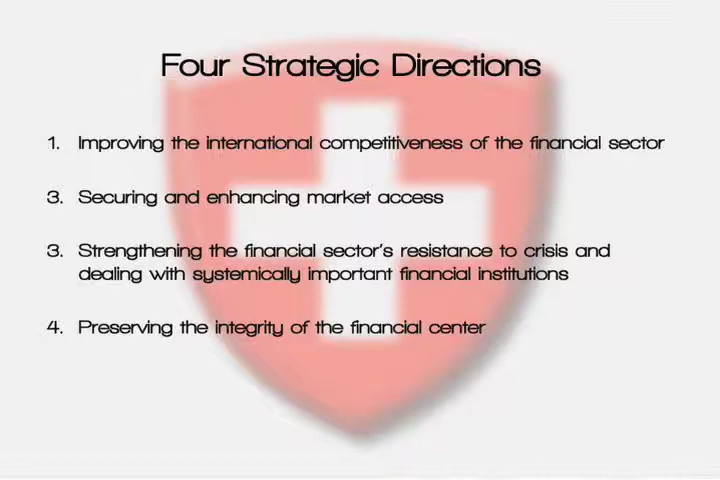 Four Strategic Directions
1. Improving the international competitiveness of the financial sector
3. Securing and enhancing market access
3. Strengthening the financial sector's resistance to crisis and
dealing with systemically important financial institutions
4. Preserving the integrity of the financial center